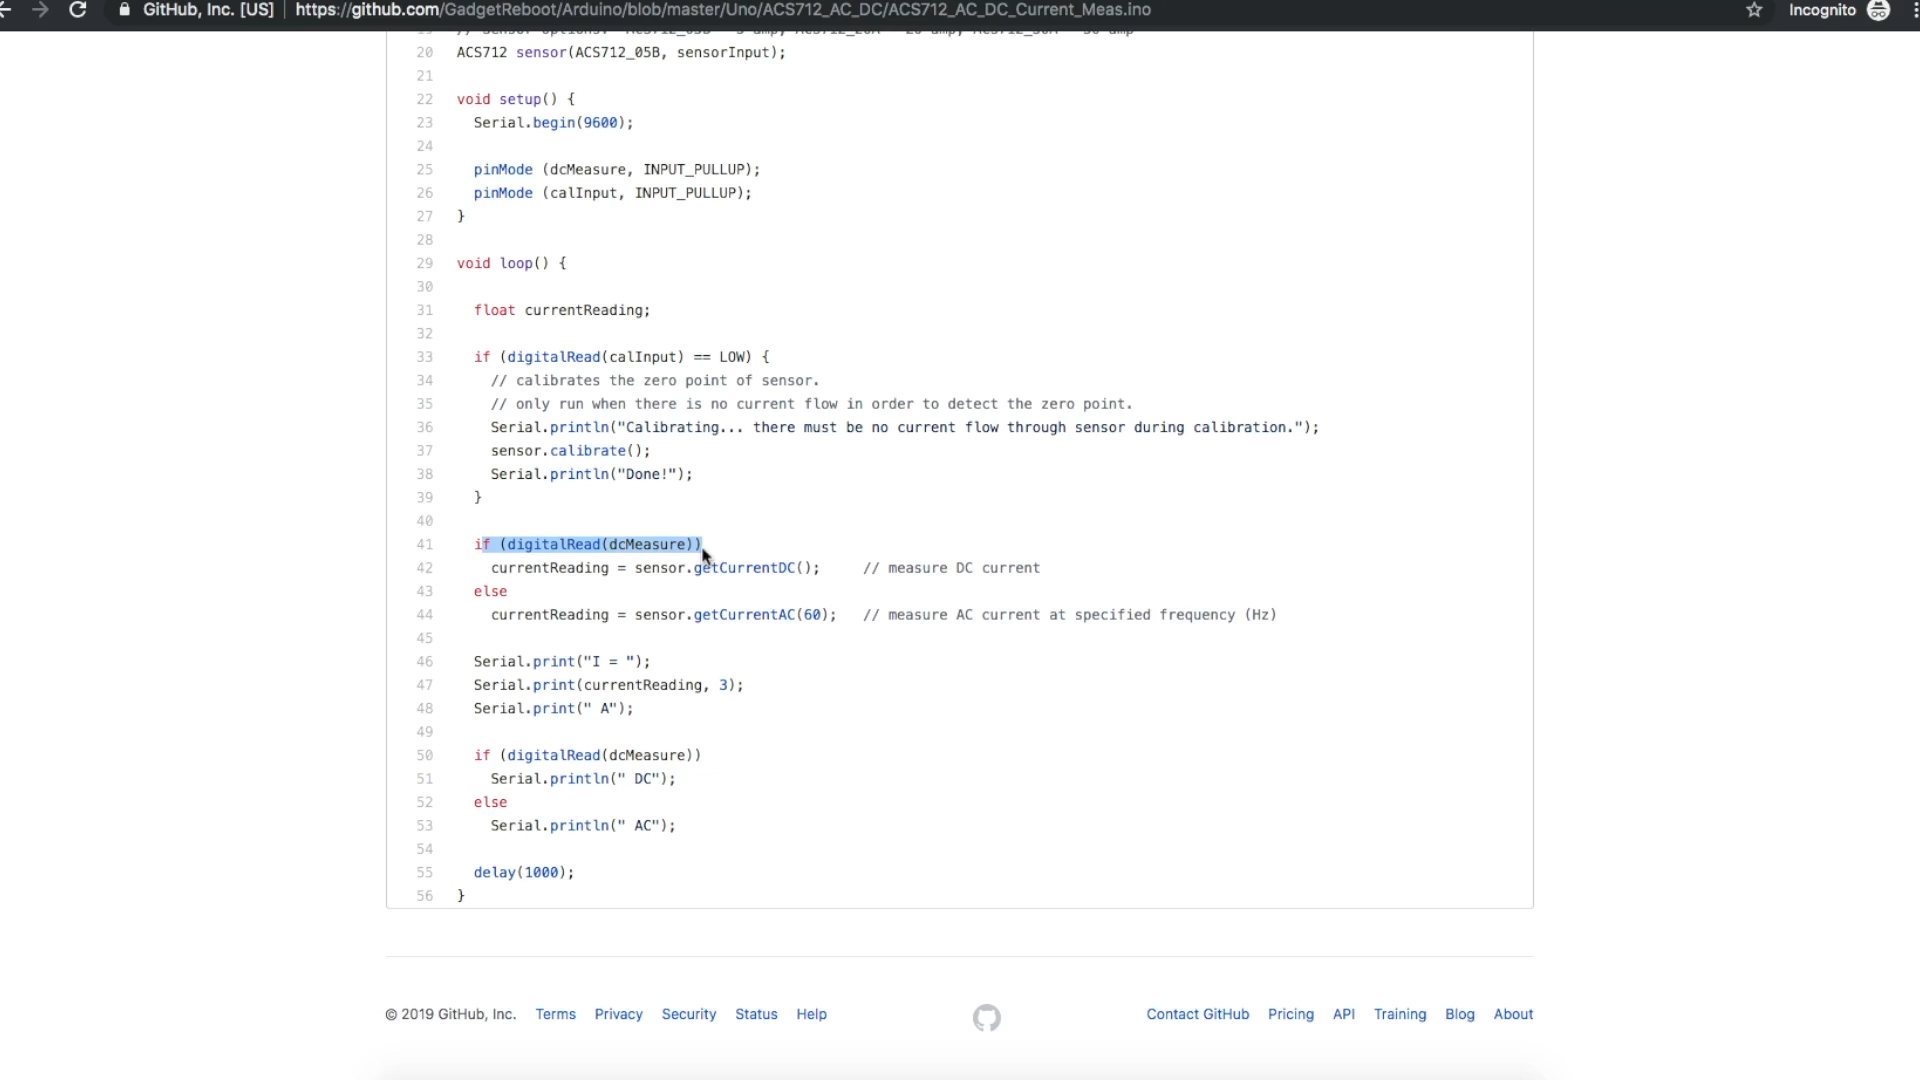 GitHub, Inc. [US] https://github.com/GadgetReboot/Arduino/blob/master/Uno/ACS712_AC_DC/ACS712_AC_DC_Current_Meas.ino Incognito
20 ACS712 sensor(ACS712_05B, sensorInput);
21
22 void setup() {
23 Serial.begin(9600);
24
25 pinMode (dcMeasure, INPUT_PULLUP);
26 pinMode (calInput, INPUT_PULLUP);
27 }
28
29 void loop() {
30
31 float currentReading;
32
33 if (digitalRead(calInput) == LOW) {
34 // calibrates the zero point of sensor.
35 // only run when there is no current flow in order to detect the zero point.
36 Serial.println("Calibrating... there must be no current flow through sensor during calibration.");
37 sensor.calibrate();
38 Serial.println("Done!");
39 }
40
41 if (digitalRead(dcMeasure))
42 currentReading = sensor.getCurrentDC(); // measure DC current
43 else
44 currentReading = sensor.getCurrentAC(60); // measure AC current at specified frequency (Hz)
45
46 Serial.print("I = ");
47 Serial.print(currentReading, 3);
48 Serial.print(" A");
49
50 if (digitalRead(dcMeasure))
51 Serial.println(" DC");
52 else
53 Serial.println(" AC");
54
55 delay(1000);
56 }
© 2019 GitHub, Inc. Terms Privacy Security Status Help Contact GitHub Pricing API Training Blog About